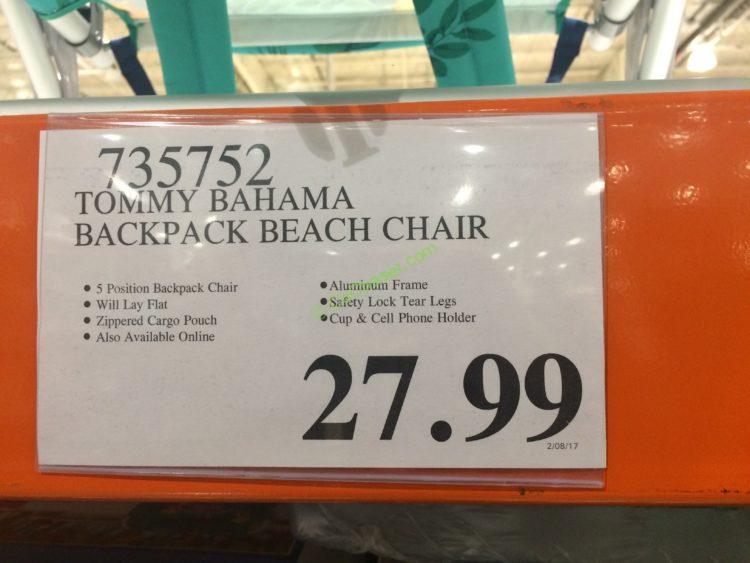 735752
TOMMY BAHAMA
BACKPACK BEACH CHAIR
• 5 Position Backpack Chair
• Will Lay Flat
• Zippered Cargo Pouch
• Also Available Online
• Aluminum Frame
• Safety Lock Tear Legs
• Cup & Cell Phone Holder
27.99
2/08/17